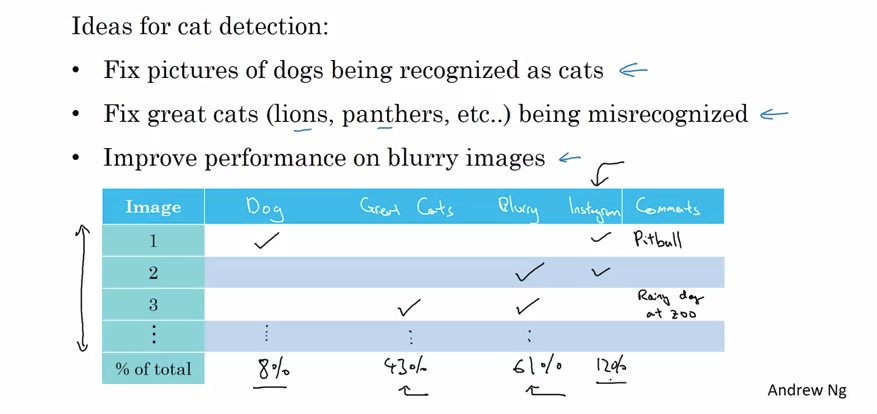 Ideas for cat detection:
• Fix pictures of dogs being recognized as cats
• Fix great cats (lions, panthers, etc..) being misrecognized
• Improve performance on blurry images
Image Dog Great Cats Blurry Instagram Comments
1 ✓ ✓ Pitbull
2 ✓ ✓
3 ✓ ✓ Rainy day at zoo
⋮ ⋮ ⋮ ⋮
% of total 8% 43% 61% 12%
Andrew Ng